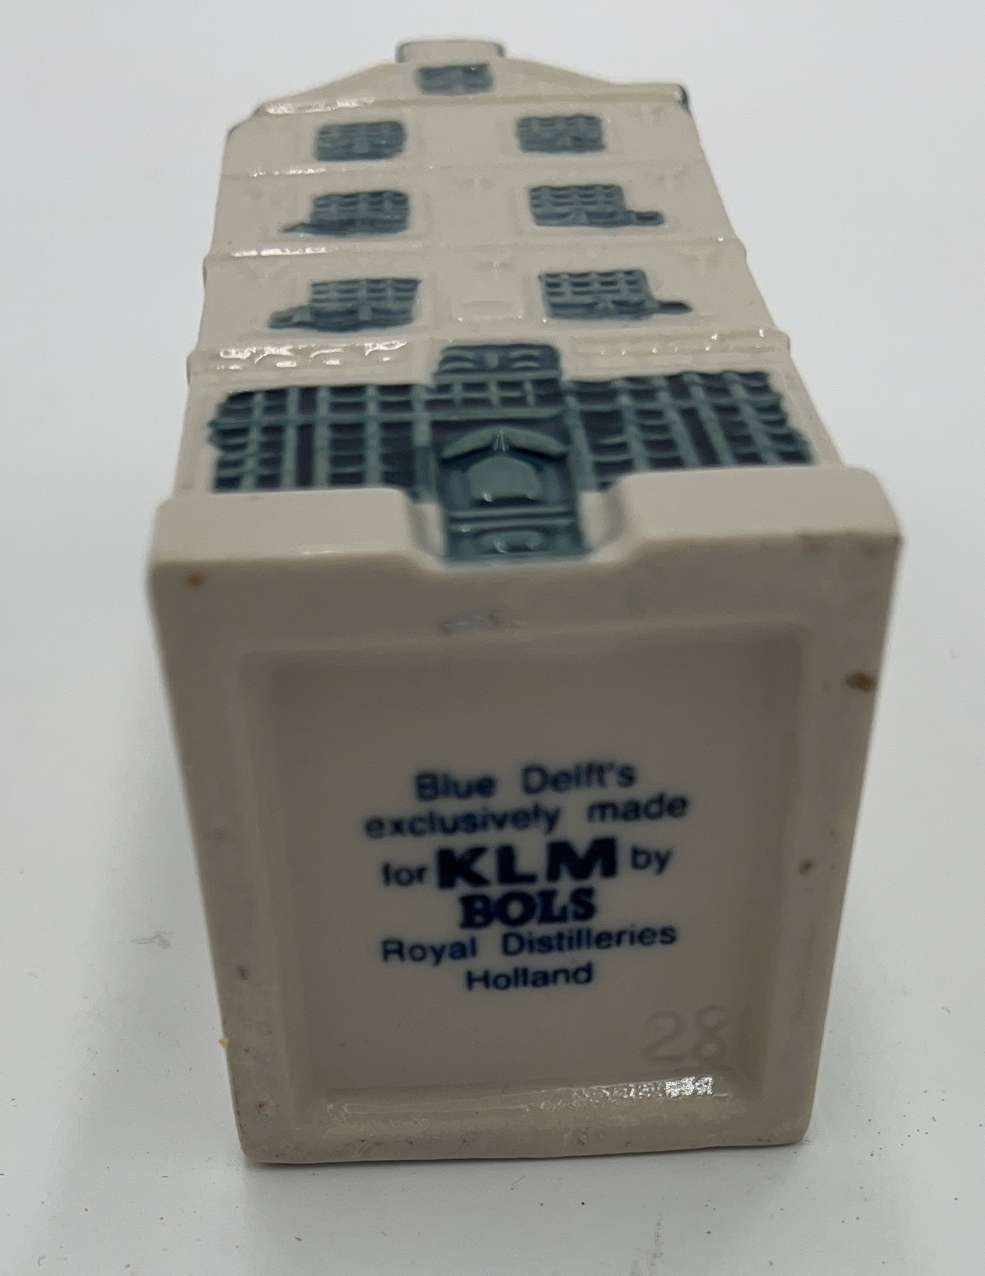 Blue Delft's
exclusively made
for KLM by
BOLS
Royal Distilleries
Holland
28